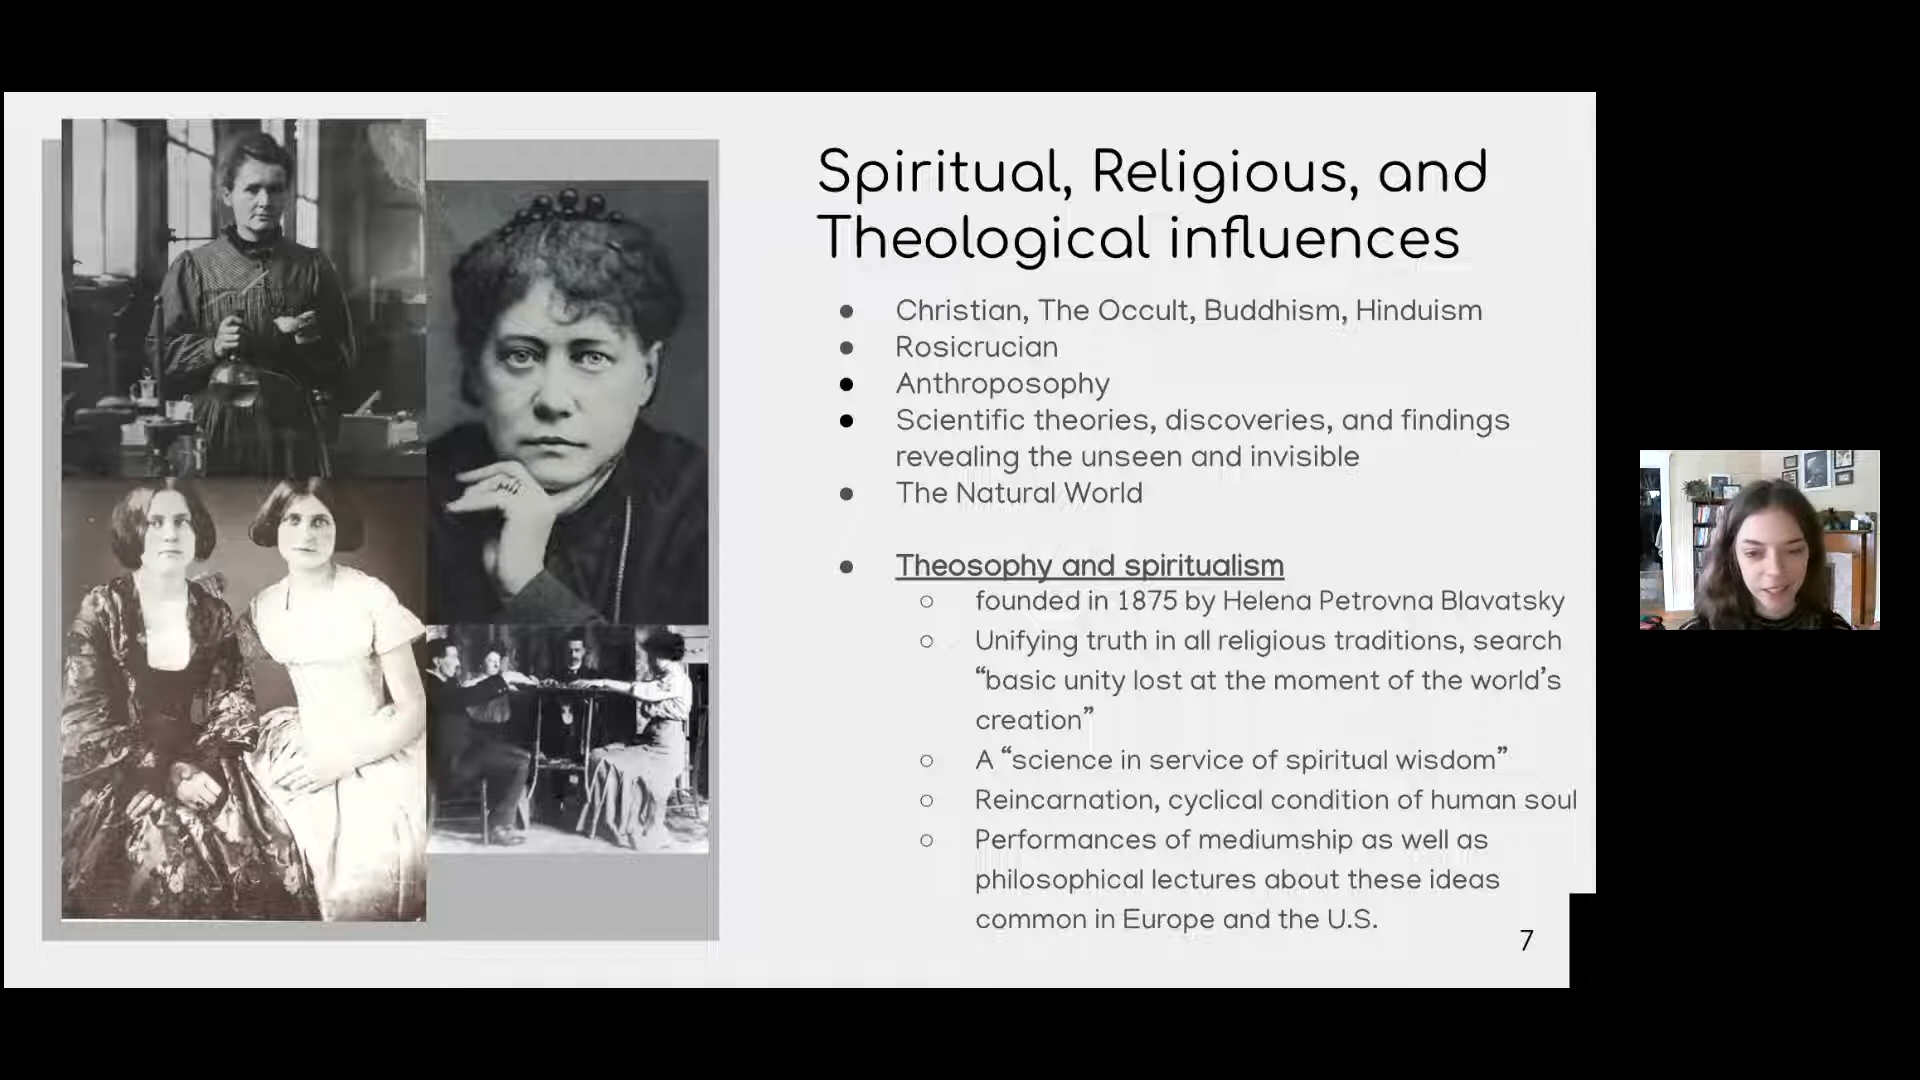 Spiritual, Religious, and
Theological influences
● Christian, The Occult, Buddhism, Hinduism
● Rosicrucian
● Anthroposophy
● Scientific theories, discoveries, and findings
revealing the unseen and invisible
● The Natural World
● Theosophy and spiritualism
○ founded in 1875 by Helena Petrovna Blavatsky
○ Unifying truth in all religious traditions, search
“basic unity lost at the moment of the world’s
creation”
○ A “science in service of spiritual wisdom”
○ Reincarnation, cyclical condition of human soul
○ Performances of mediumship as well as
philosophical lectures about these ideas
common in Europe and the U.S.
7